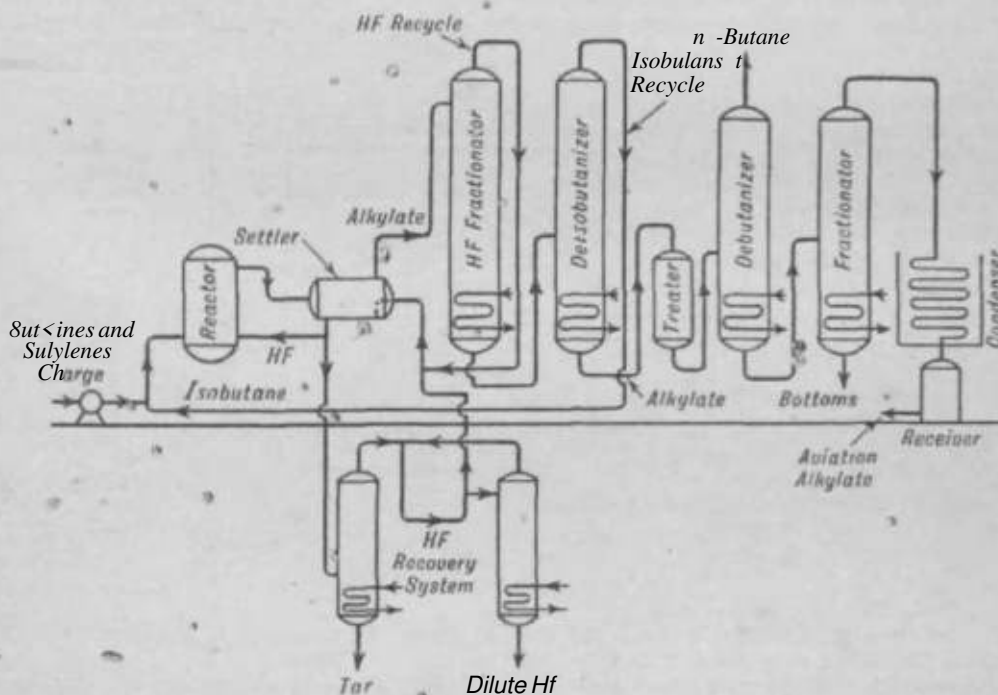 HF Recycle
n -Butane
Isobulans t
Recycle
HF Fractionator
Deisobutanizer
Debutanizer
Fractionator
Alkylate
Settler
Reactor
Treater
Condenser
8ut<ines and
Sulylenes
Charge
HF
Isobutane
Alkylate
Bottoms
Receiver
Aviation
Alkylate
HF
Recovery
System
Tar
Dilute Hf